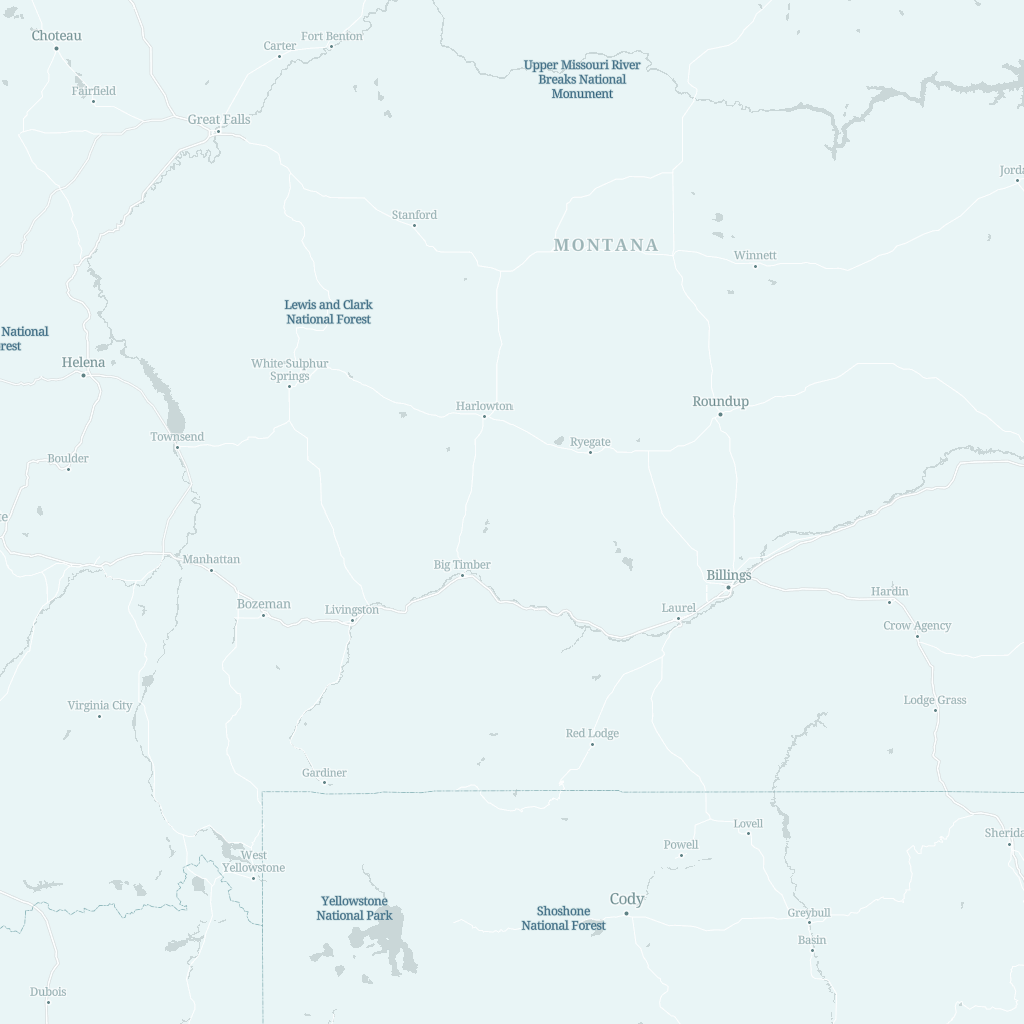 Choteau
Carter
Fort Benton
Upper Missouri River
Breaks National
Monument
Fairfield
Great Falls
Jorda
Stanford
MONTANA
Winnett
Lewis and Clark
National Forest
National
rest
Helena
White Sulphur
Springs
Harlowton
Roundup
Townsend
Ryegate
Boulder
te
Manhattan
Big Timber
Billings
Bozeman
Livingston
Laurel
Hardin
Crow Agency
Virginia City
Lodge Grass
Red Lodge
Gardiner
Lovell
Sherida
Powell
West
Yellowstone
Yellowstone
National Park
Shoshone
National Forest
Cody
Greybull
Basin
Dubois